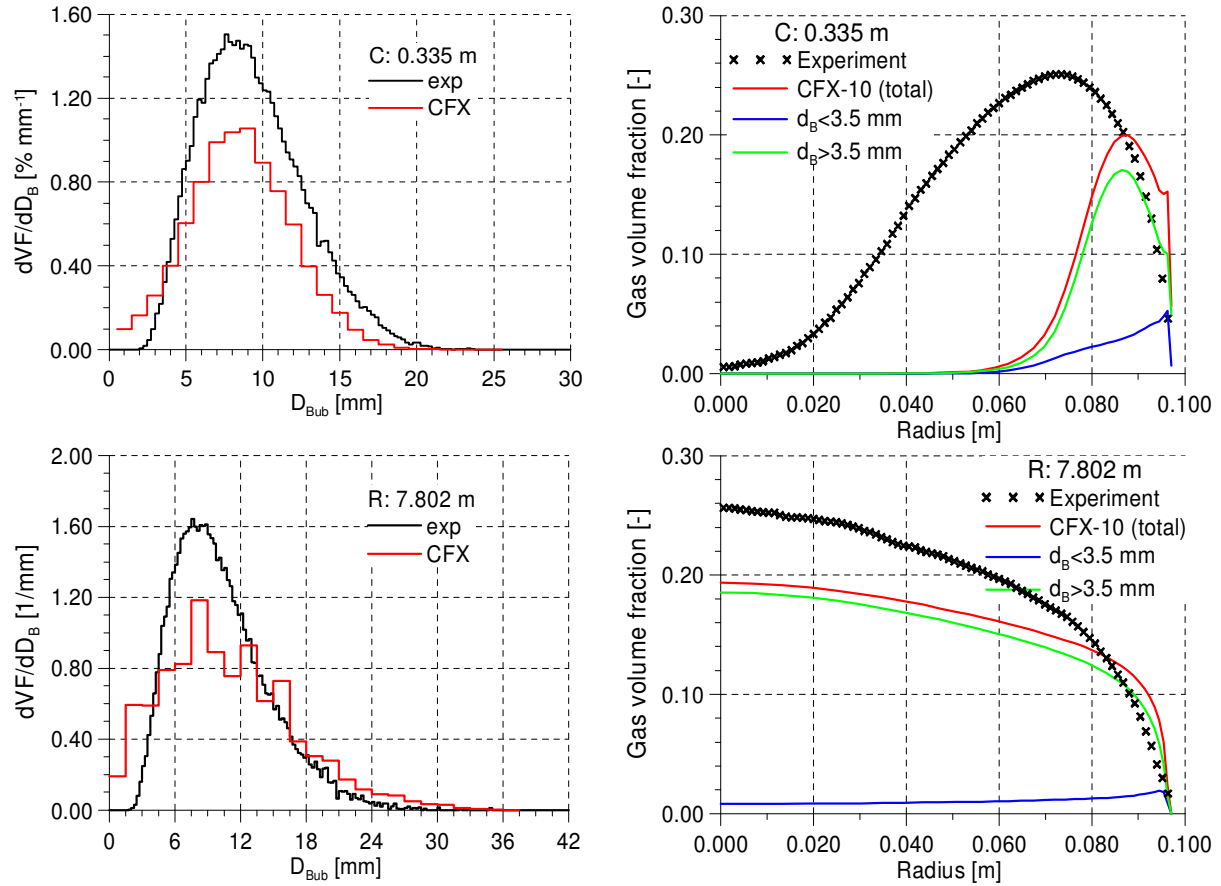 1.60
1.20
0.80
0.40
0.00
dVF/dD_B [% mm⁻¹]
C: 0.335 m
exp
CFX
0 5 10 15 20 25 30
D_Bub [mm]
0.30
0.20
0.10
0.00
Gas volume fraction [-]
C: 0.335 m
Experiment
CFX-10 (total)
d_B<3.5 mm
d_B>3.5 mm
0.000 0.020 0.040 0.060 0.080 0.100
Radius [m]
2.00
1.60
1.20
0.80
0.40
0.00
dVF/dD_B [1/mm]
R: 7.802 m
exp
CFX
0 6 12 18 24 30 36 42
D_Bub [mm]
0.30
0.20
0.10
0.00
Gas volume fraction [-]
R: 7.802 m
Experiment
CFX-10 (total)
d_B<3.5 mm
d_B>3.5 mm
0.000 0.020 0.040 0.060 0.080 0.100
Radius [m]